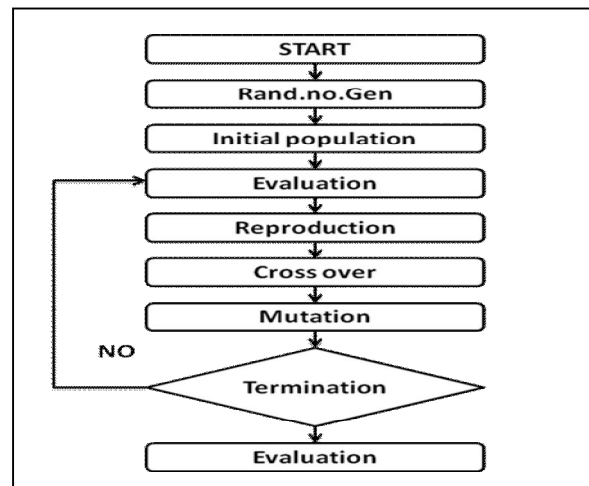 START
Rand.no.Gen
Initial population
Evaluation
Reproduction
Cross over
Mutation
NO
Termination
Evaluation